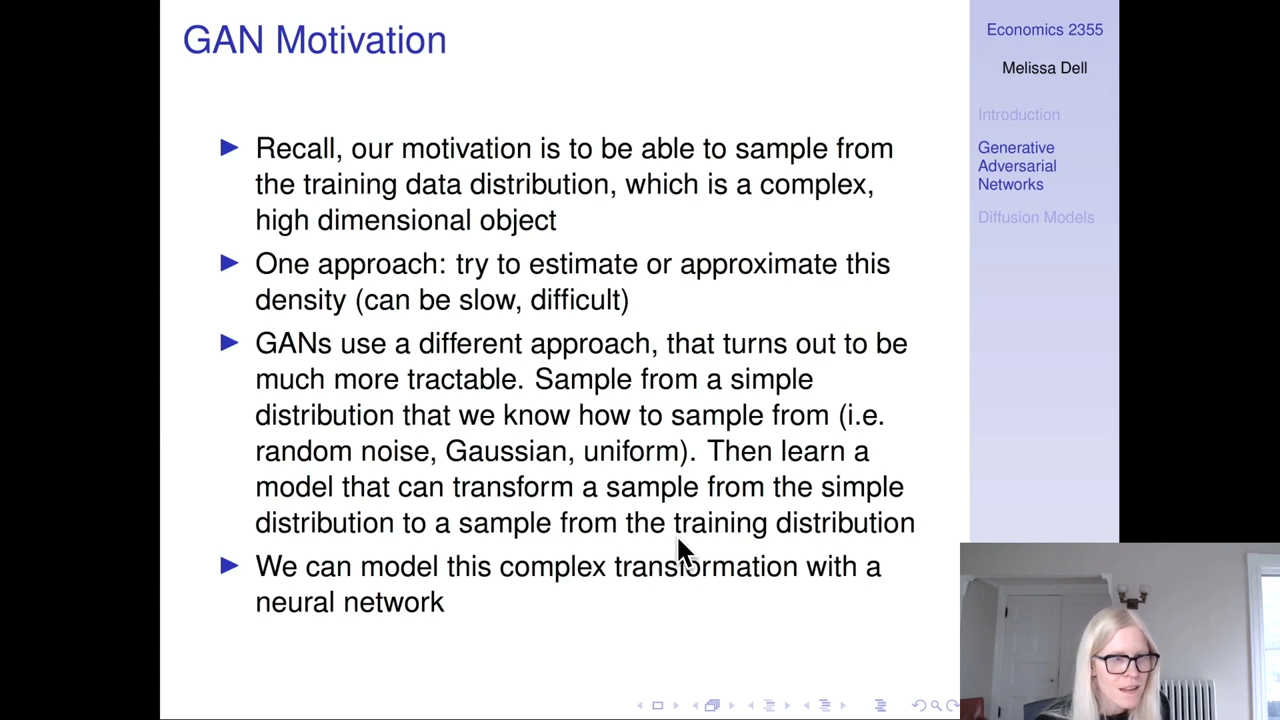 GAN Motivation
Recall, our motivation is to be able to sample from
the training data distribution, which is a complex,
high dimensional object
One approach: try to estimate or approximate this
density (can be slow, difficult)
GANs use a different approach, that turns out to be
much more tractable. Sample from a simple
distribution that we know how to sample from (i.e.
random noise, Gaussian, uniform). Then learn a
model that can transform a sample from the simple
distribution to a sample from the training distribution
We can model this complex transformation with a
neural network
Economics 2355
Melissa Dell
Introduction
Generative
Adversarial
Networks
Diffusion Models